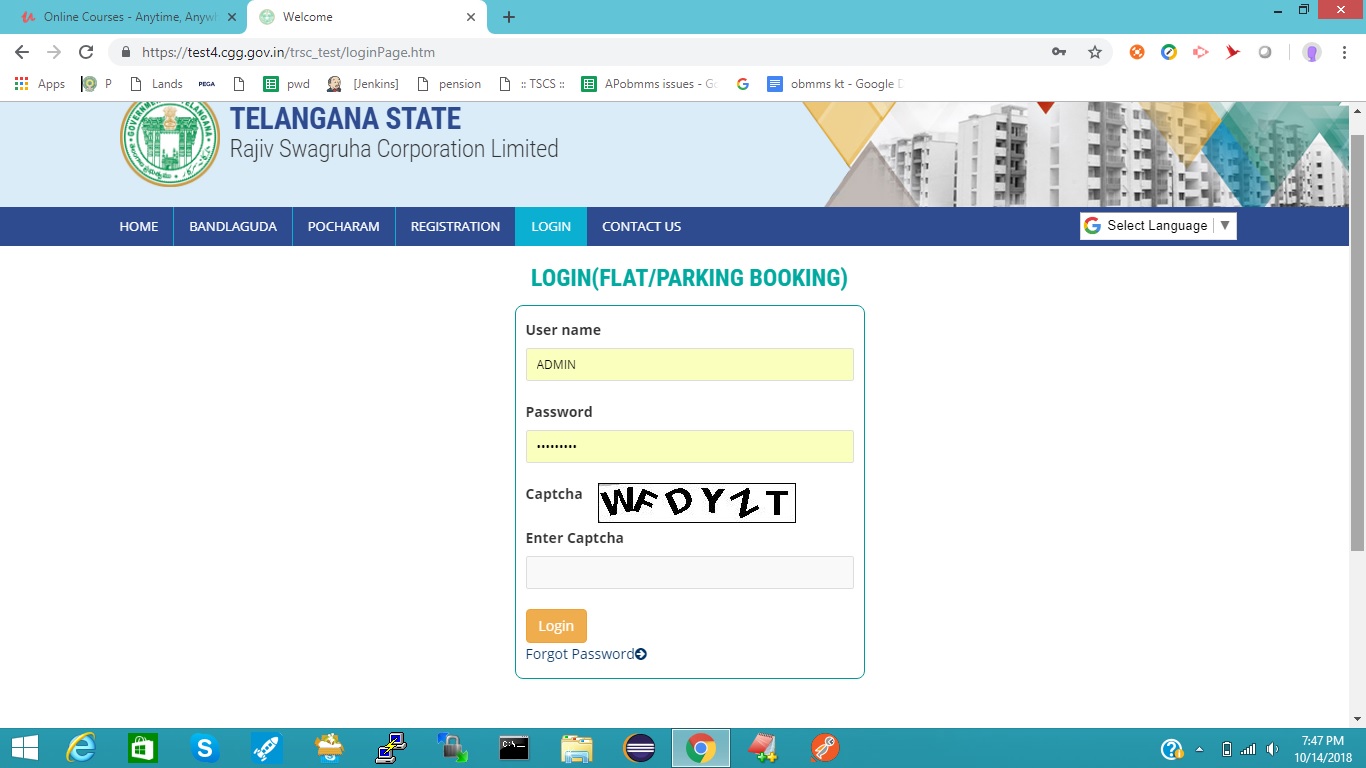 Online Courses - Anytime, Anywh
Welcome
https://test4.cgg.gov.in/trsc_test/loginPage.htm
Apps
P
Lands
PEGA
pwd
[Jenkins]
pension
:: TSCS ::
APobmms issues - Go
obmms kt - Google D
TELANGANA STATE
Rajiv Swagruha Corporation Limited
HOME
BANDLAGUDA
POCHARAM
REGISTRATION
LOGIN
CONTACT US
Select Language ▼
LOGIN(FLAT/PARKING BOOKING)
User name
ADMIN
Password
•••••••••
Captcha
WFDYZT
Enter Captcha
Login
Forgot Password
7:47 PM
10/14/2018